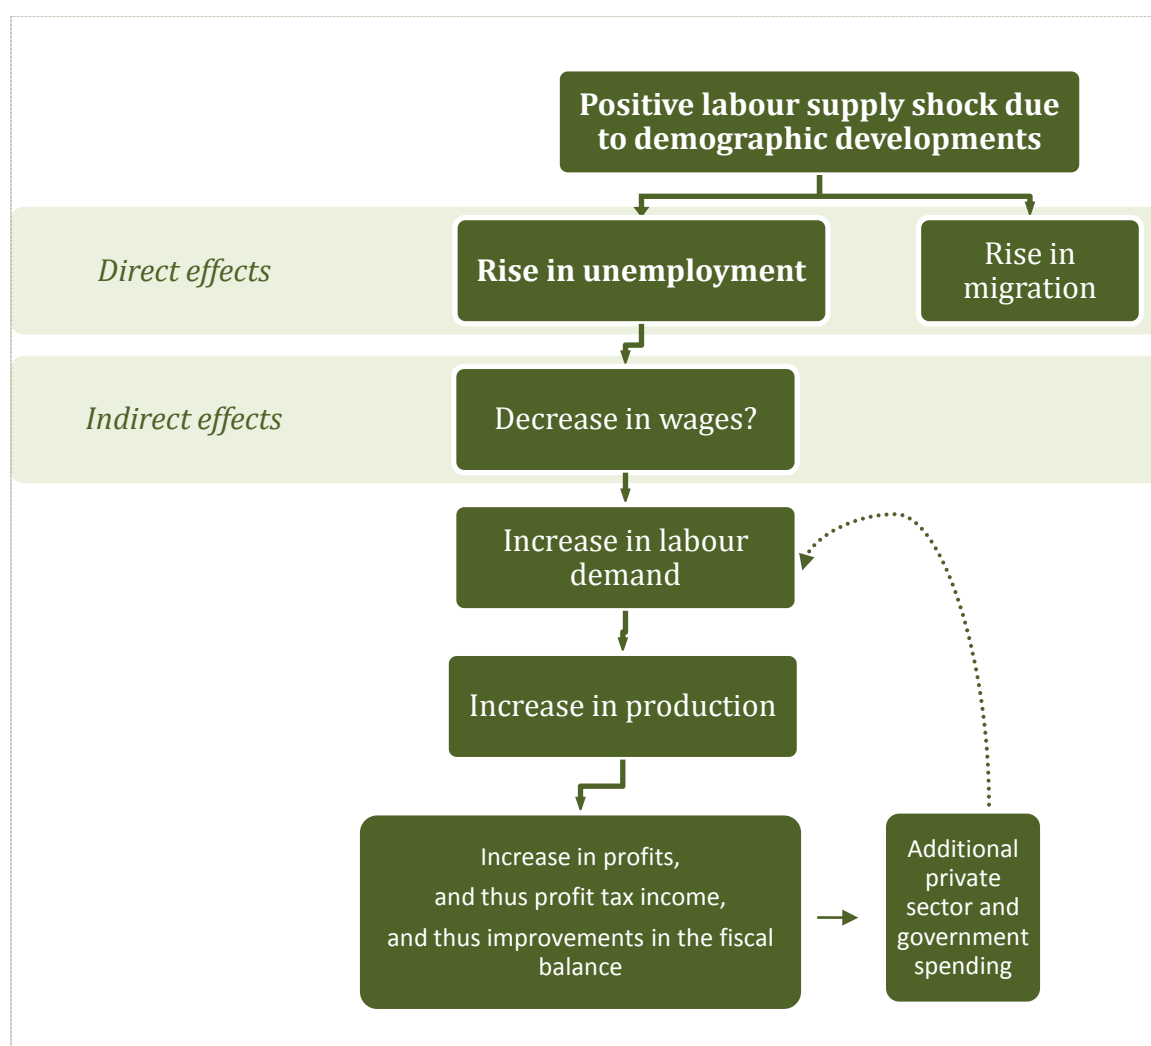 Positive labour supply shock due
to demographic developments
Direct effects
Rise in unemployment
Rise in
migration
Indirect effects
Decrease in wages?
Increase in labour
demand
Increase in production
Increase in profits,
and thus profit tax income,
and thus improvements in the fiscal
balance
Additional
private
sector and
government
spending